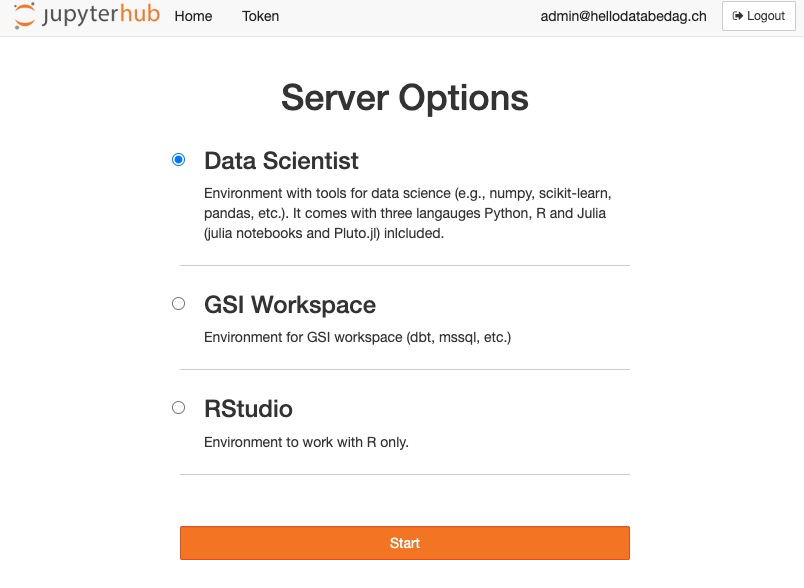 jupyterhub Home Token admin@hellodatabedag.ch Logout
Server Options
Data Scientist
Environment with tools for data science (e.g., numpy, scikit-learn,
pandas, etc.). It comes with three langauges Python, R and Julia
(julia notebooks and Pluto.jl) inlcluded.
GSI Workspace
Environment for GSI workspace (dbt, mssql, etc.)
RStudio
Environment to work with R only.
Start